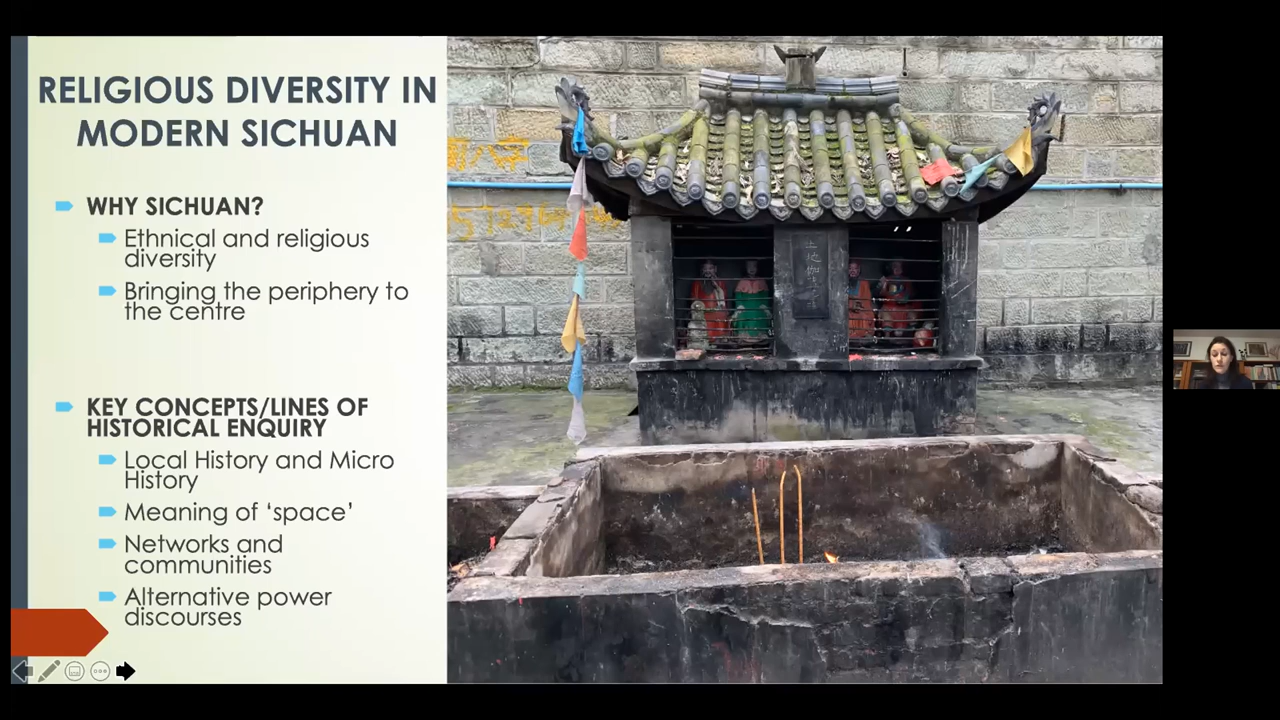 RELIGIOUS DIVERSITY IN
MODERN SICHUAN
WHY SICHUAN?
Ethnical and religious
diversity
Bringing the periphery to
the centre
KEY CONCEPTS/LINES OF
HISTORICAL ENQUIRY
Local History and Micro
History
Meaning of ‘space’
Networks and
communities
Alternative power
discourses